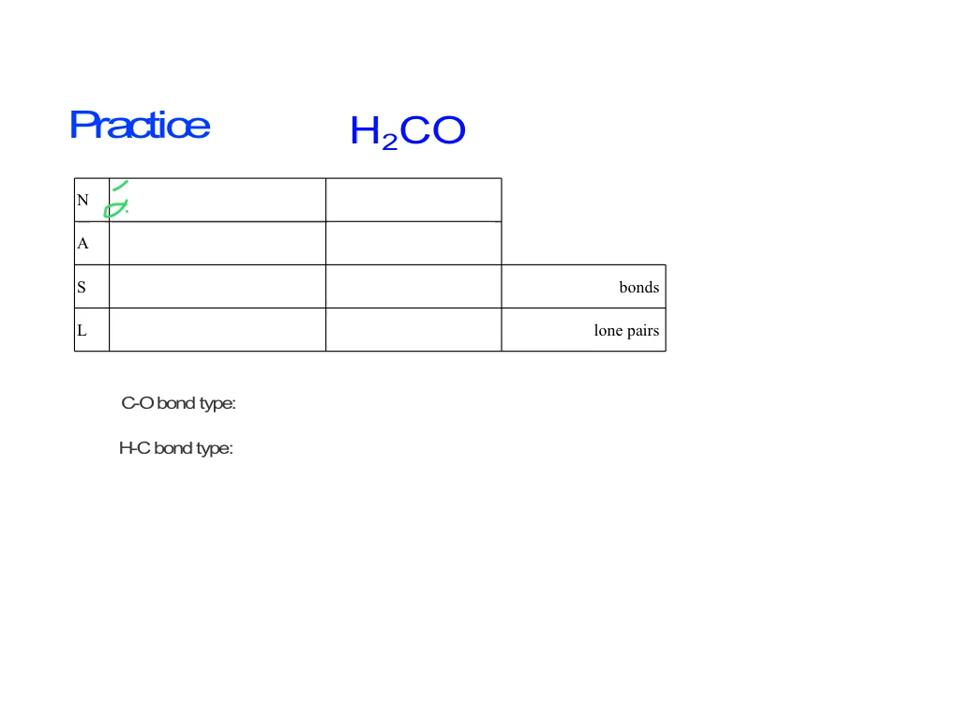 Practice
H₂CO
N
A
S bonds
L lone pairs
C-O bond type:
H-C bond type: